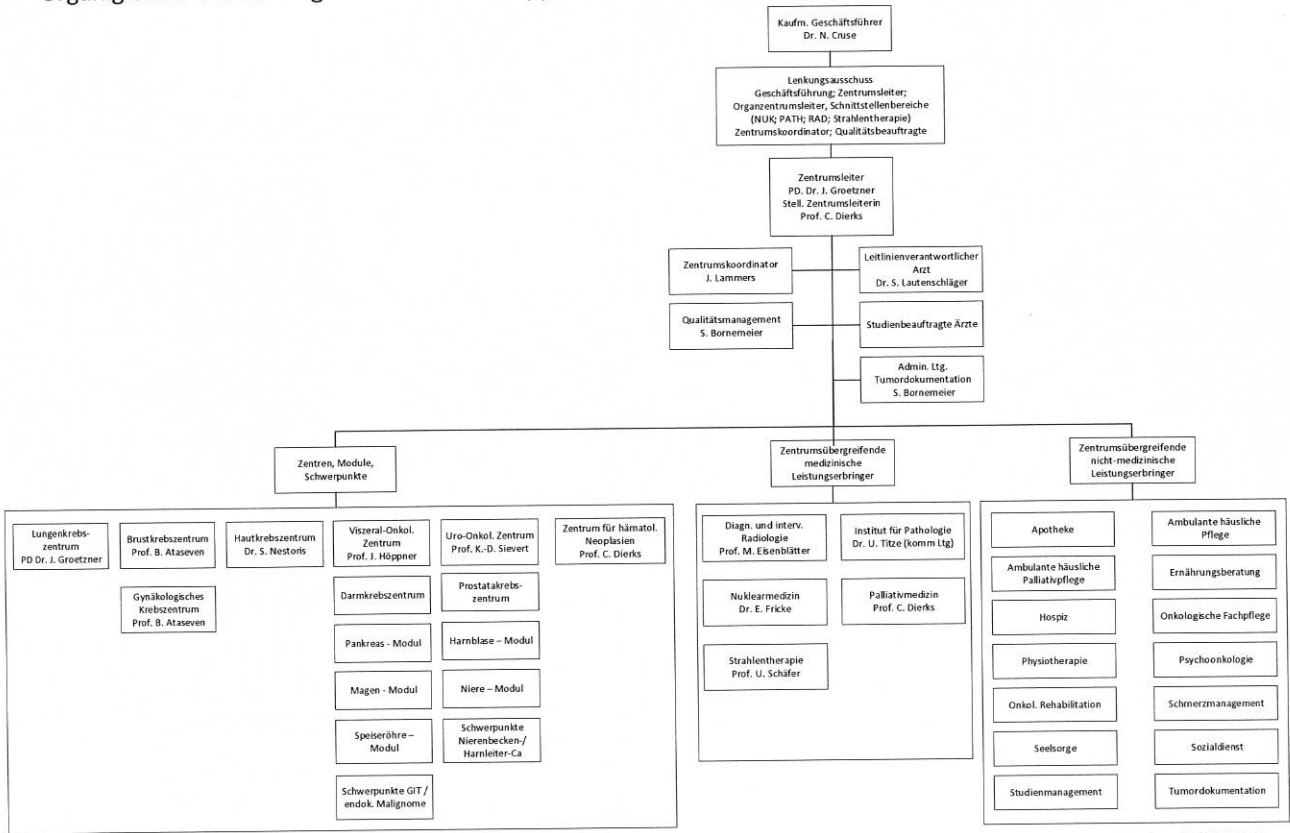 Kaufm. Geschäftsführer
Dr. N. Cruse
Lenkungsausschuss
Geschäftsführung; Zentrumsleiter;
Organzentrumsleiter, Schnittstellenbereiche
(NUK; PATH; RAD; Strahlentherapie)
Zentrumskoordinator; Qualitätsbeauftragte
Zentrumsleiter
PD. Dr. J. Groetzner
Stell. Zentrumsleiterin
Prof. C. Dierks
Zentrumskoordinator
J. Lammers
Leitlinienverantwortlicher
Arzt
Dr. S. Lautenschläger
Qualitätsmanagement
S. Bornemeier
Studienbeauftragte Ärzte
Admin. Ltg.
Tumordokumentation
S. Bornemeier
Zentren, Module,
Schwerpunkte
Zentrumsübergreifende
medizinische
Leistungserbringer
Zentrumsübergreifende
nicht-medizinische
Leistungserbringer
Lungenkrebs-
zentrum
PD Dr. J. Groetzner
Brustkrebszentrum
Prof. B. Ataseven
Hautkrebszentrum
Dr. S. Nestoris
Viszeral-Onkol.
Zentrum
Prof. J. Höppner
Uro-Onkol. Zentrum
Prof. K.-D. Sievert
Zentrum für hämatol.
Neoplasien
Prof. C. Dierks
Gynäkologisches
Krebszentrum
Prof. B. Ataseven
Darmkrebszentrum
Prostatakrebs-
zentrum
Pankreas - Modul
Harnblase – Modul
Magen - Modul
Niere – Modul
Speiseröhre –
Modul
Schwerpunkte
Nierenbecken-/
Harnleiter-Ca
Schwerpunkte GIT /
endok. Malignome
Diagn. und interv.
Radiologie
Prof. M. Eisenblätter
Institut für Pathologie
Dr. U. Titze (komm Ltg)
Nuklearmedizin
Dr. E. Fricke
Palliativmedizin
Prof. C. Dierks
Strahlentherapie
Prof. U. Schäfer
Apotheke
Ambulante häusliche
Pflege
Ambulante häusliche
Palliativpflege
Ernährungsberatung
Hospiz
Onkologische Fachpflege
Physiotherapie
Psychoonkologie
Onkol. Rehabilitation
Schmerzmanagement
Seelsorge
Sozialdienst
Studienmanagement
Tumordokumentation